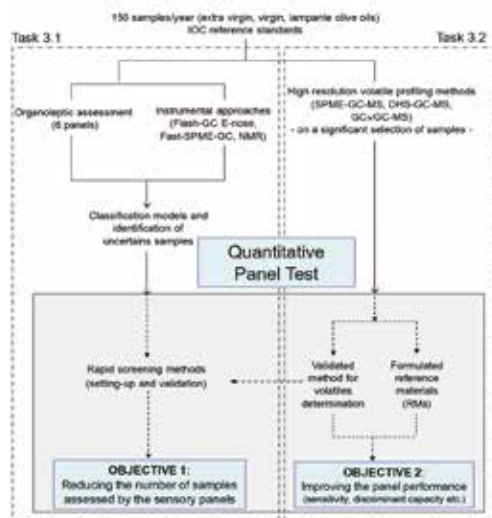 150 samples/year (extra virgin, virgin, lampante olive oils)
IOC reference standards
Task 3.1
Task 3.2
Organoleptic assessment
(6 panels)
Instrumental approaches
(Flash-GC E-nose,
Fast-SPME-GC, NMR)
High resolution volatile profiling methods
(SPME-GC-MS, DHS-GC-MS,
GC×GC-MS)
- on a significant selection of samples -
Classification models and
identification of
uncertains samples
Quantitative
Panel Test
Rapid screening methods
(setting-up and validation)
Validated
method for
volatiles
determination
Formulated
reference
materials
(RMs)
OBJECTIVE 1:
Reducing the number of samples
assessed by the sensory panels
OBJECTIVE 2:
Improving the panel performance
(sensitivity, discriminant capacity etc.)